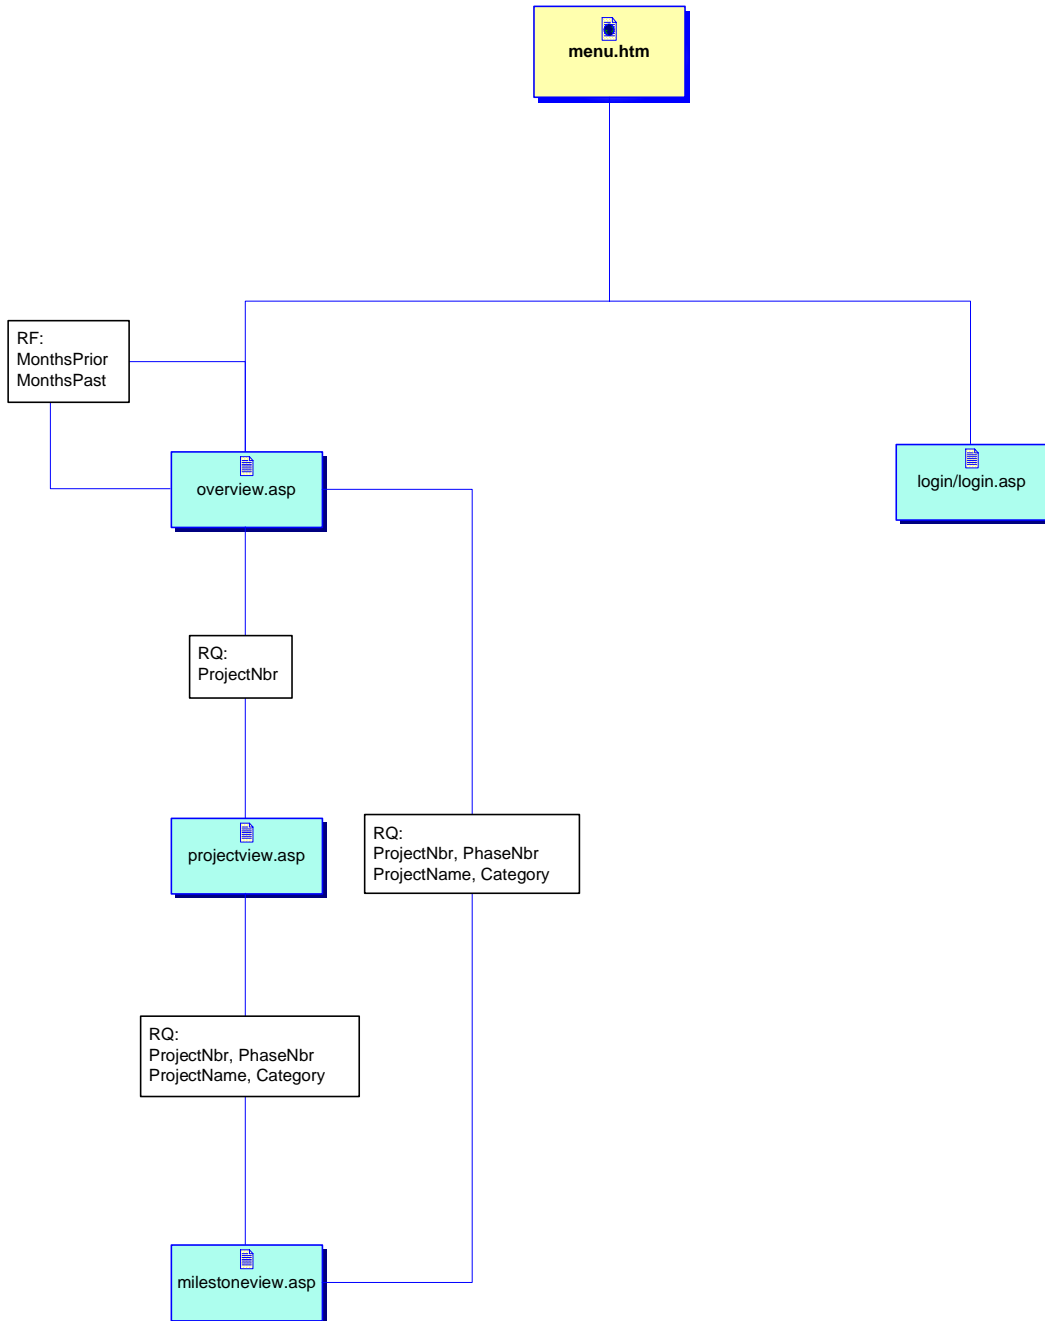 menu.htm
RF:
MonthsPrior
MonthsPast
overview.asp
login/login.asp
RQ:
ProjectNbr
projectview.asp
RQ:
ProjectNbr, PhaseNbr
ProjectName, Category
RQ:
ProjectNbr, PhaseNbr
ProjectName, Category
milestoneview.asp